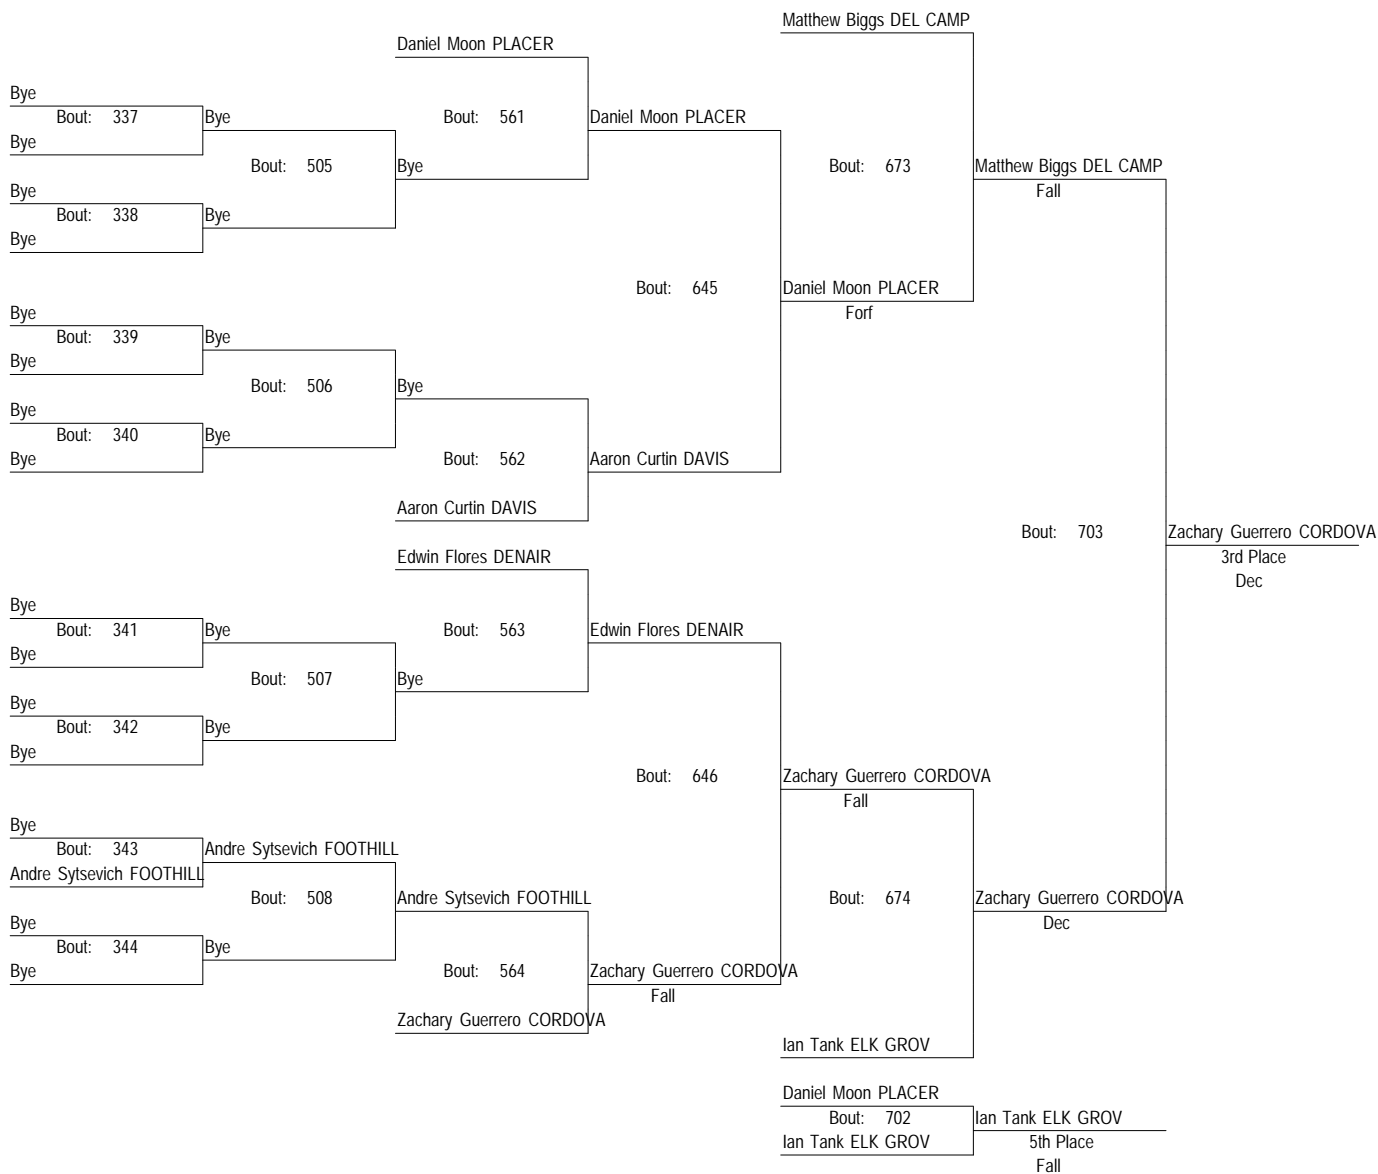 Matthew Biggs DEL CAMP
Daniel Moon PLACER
Bye
Bout: 337
Bye
Bout: 561
Daniel Moon PLACER
Bye
Bout: 505
Bye
Bout: 673
Matthew Biggs DEL CAMP
Fall
Bye
Bout: 338
Bye
Bye
Bout: 645
Daniel Moon PLACER
Forf
Bye
Bout: 339
Bye
Bye
Bout: 506
Bye
Bye
Bout: 340
Bye
Bye
Bout: 562
Aaron Curtin DAVIS
Aaron Curtin DAVIS
Bout: 703
Zachary Guerrero CORDOVA
3rd Place
Dec
Edwin Flores DENAIR
Bye
Bout: 341
Bye
Bout: 563
Edwin Flores DENAIR
Bye
Bout: 507
Bye
Bye
Bout: 342
Bye
Bye
Bout: 646
Zachary Guerrero CORDOVA
Fall
Bye
Bout: 343
Andre Sytsevich FOOTHILL
Andre Sytsevich FOOTHILL
Bout: 508
Andre Sytsevich FOOTHILL
Bout: 674
Zachary Guerrero CORDOVA
Dec
Bye
Bout: 344
Bye
Bye
Bout: 564
Zachary Guerrero CORDOVA
Fall
Zachary Guerrero CORDOVA
Ian Tank ELK GROV
Daniel Moon PLACER
Bout: 702
Ian Tank ELK GROV
Ian Tank ELK GROV
5th Place
Fall